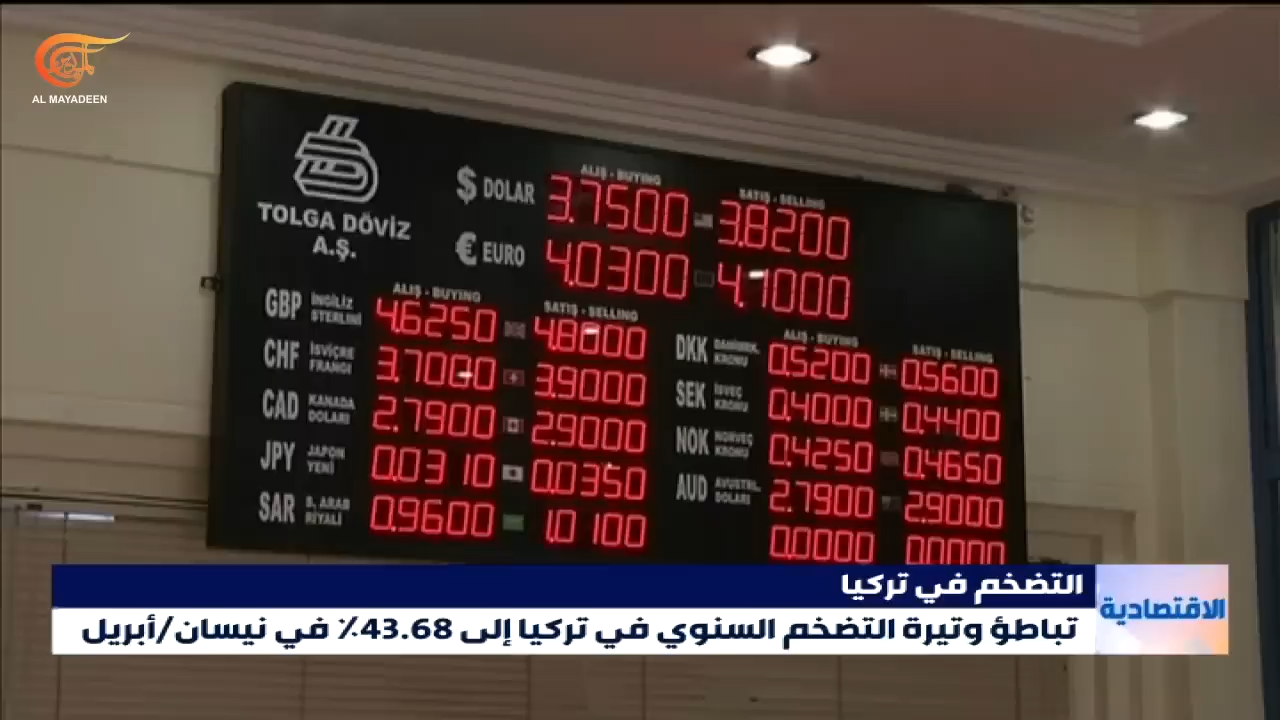 AL MAYADEEN
TOLGA DÖVİZ
A.Ş.
ALIŞ - BUYING SATIŞ - SELLING
$ DOLAR 3.7500 3.8200
€ EURO 4.0300 4.1000
ALIŞ - BUYING SATIŞ - SELLING
GBP İNGİLİZ STERLİNİ 4.6250 4.8000
CHF İSVİÇRE FRANGI 3.7000 3.9000
CAD KANADA DOLARI 2.7900 2.9000
JPY JAPON YENİ 0.0310 0.0350
SAR S. ARAB RİYALİ 0.9600 1.0100
ALIŞ - BUYING SATIŞ - SELLING
DKK DANİMRK. KRONU 0.5200 0.5600
SEK İSVEÇ KRONU 0.4000 0.4400
NOK NORVEÇ KRONU 0.4250 0.4650
AUD AVUSTRL. DOLARI 2.7900 2.9000
0.0000 0.0000
التضخم في تركيا
الاقتصادية
تباطؤ وتيرة التضخم السنوي في تركيا إلى 43.68٪ في نيسان/أبريل